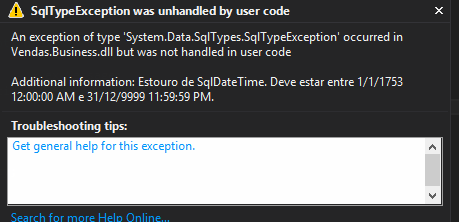 SqlTypeException was unhandled by user code
An exception of type 'System.Data.SqlTypes.SqlTypeException' occurred in
Vendas.Business.dll but was not handled in user code
Additional information: Estouro de SqlDateTime. Deve estar entre 1/1/1753
12:00:00 AM e 31/12/9999 11:59:59 PM.
Troubleshooting tips:
Get general help for this exception.
Search for more Help Online...